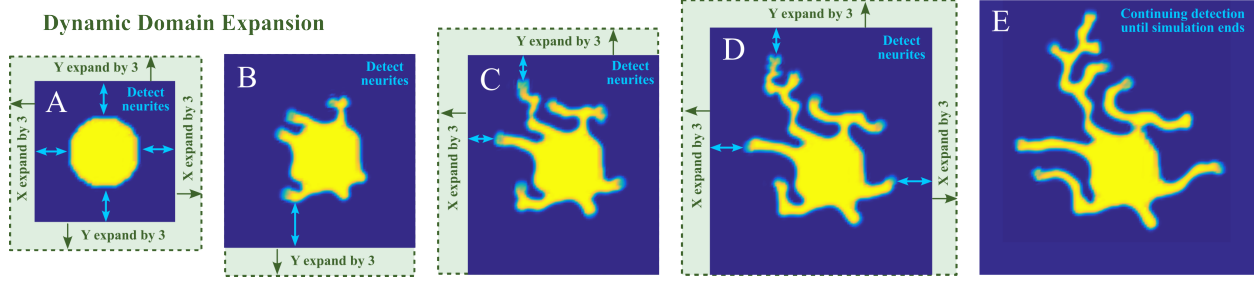 Dynamic Domain Expansion
A
Y expand by 3
Detect
neurites
X expand by 3
X expand by 3
Y expand by 3
B
Detect
neurites
Y expand by 3
C
Y expand by 3
Detect
neurites
X expand by 3
D
Y expand by 3
Detect
neurites
X expand by 3
X expand by 3
E
Continuing detection
until simulation ends